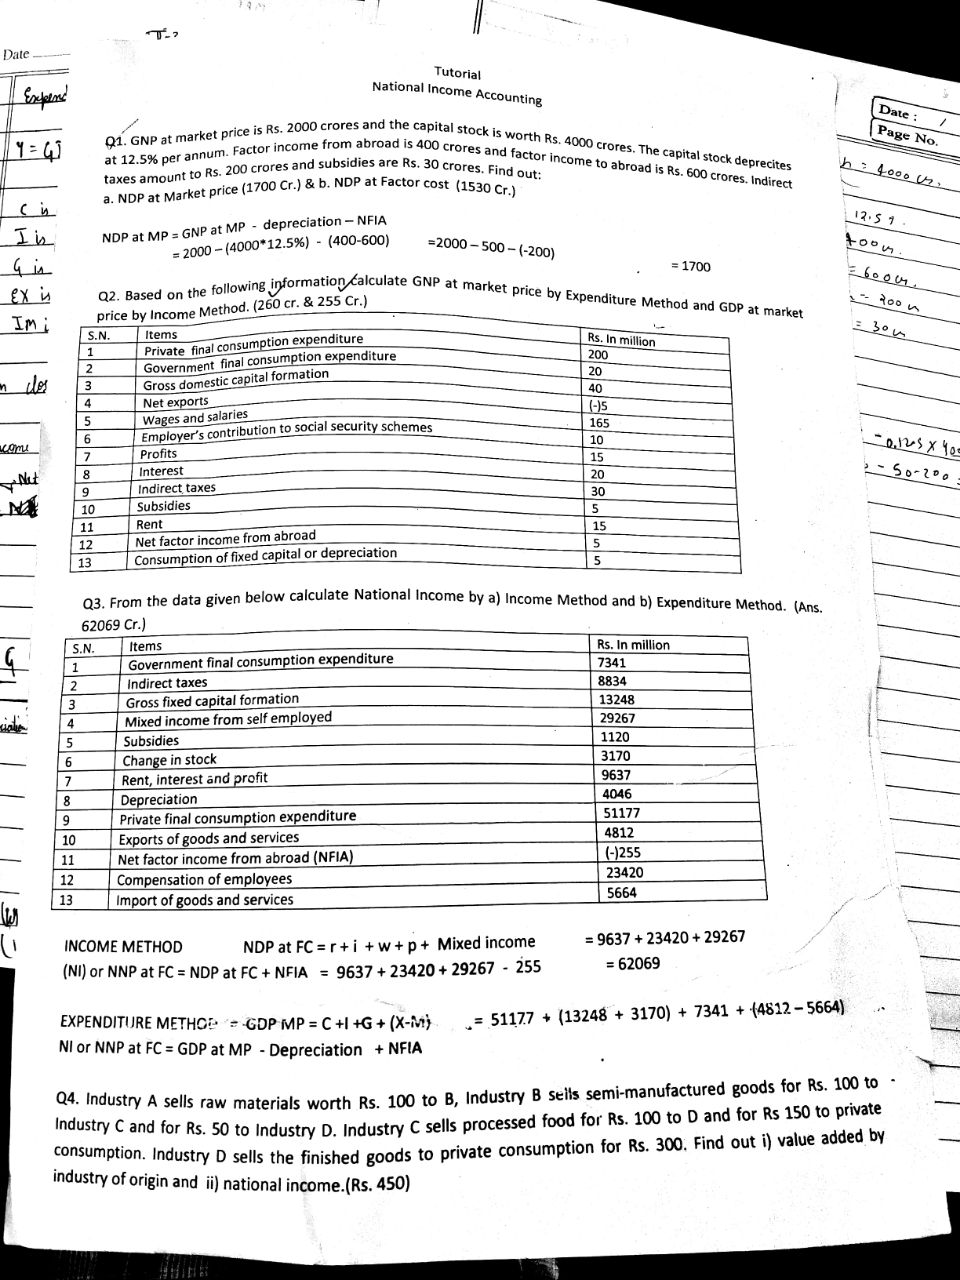 T-2
Date
Expend
Y = G
C is
I is
G is
EX is
Im i
Net
G
Tutorial
National Income Accounting
Q1. GNP at market price is Rs. 2000 crores and the capital stock is worth Rs. 4000 crores. The capital stock deprecites
at 12.5% per annum. Factor income from abroad is 400 crores and factor income to abroad is Rs. 600 crores. Indirect
taxes amount to Rs. 200 crores and subsidies are Rs. 30 crores. Find out:
a. NDP at Market price (1700 Cr.) & b. NDP at Factor cost (1530 Cr.)
NDP at MP = GNP at MP - depreciation – NFIA
= 2000 – (4000*12.5%) - (400-600) =2000 – 500 – (-200) = 1700
Q2. Based on the following information calculate GNP at market price by Expenditure Method and GDP at market
price by Income Method. (260 cr. & 255 Cr.)
S.N. Items Rs. In million
1 Private final consumption expenditure 200
2 Government final consumption expenditure 20
3 Gross domestic capital formation 40
4 Net exports (-)5
5 Wages and salaries 165
6 Employer's contribution to social security schemes 10
7 Profits 15
8 Interest 20
9 Indirect taxes 30
10 Subsidies 5
11 Rent 15
12 Net factor income from abroad 5
13 Consumption of fixed capital or depreciation 5
Q3. From the data given below calculate National Income by a) Income Method and b) Expenditure Method. (Ans.
62069 Cr.)
S.N. Items Rs. In million
1 Government final consumption expenditure 7341
2 Indirect taxes 8834
3 Gross fixed capital formation 13248
4 Mixed income from self employed 29267
5 Subsidies 1120
6 Change in stock 3170
7 Rent, interest and profit 9637
8 Depreciation 4046
9 Private final consumption expenditure 51177
10 Exports of goods and services 4812
11 Net factor income from abroad (NFIA) (-)255
12 Compensation of employees 23420
13 Import of goods and services 5664
INCOME METHOD NDP at FC = r + i + w + p + Mixed income = 9637 + 23420 + 29267
(NI) or NNP at FC = NDP at FC + NFIA = 9637 + 23420 + 29267 - 255 = 62069
EXPENDITURE METHOD = GDP MP = C +I +G + (X-M) = 51177 + (13248 + 3170) + 7341 + (4812 – 5664)
NI or NNP at FC = GDP at MP - Depreciation + NFIA
Q4. Industry A sells raw materials worth Rs. 100 to B, Industry B sells semi-manufactured goods for Rs. 100 to
Industry C and for Rs. 50 to Industry D. Industry C sells processed food for Rs. 100 to D and for Rs 150 to private
consumption. Industry D sells the finished goods to private consumption for Rs. 300. Find out i) value added by
industry of origin and ii) national income.(Rs. 450)
Date : /
Page No.
= 4000 cr.
12.5%
400 cr.
= 600 cr.
= 200 cr
= 30 cr
- 0.125 X 400
- 50-200 =